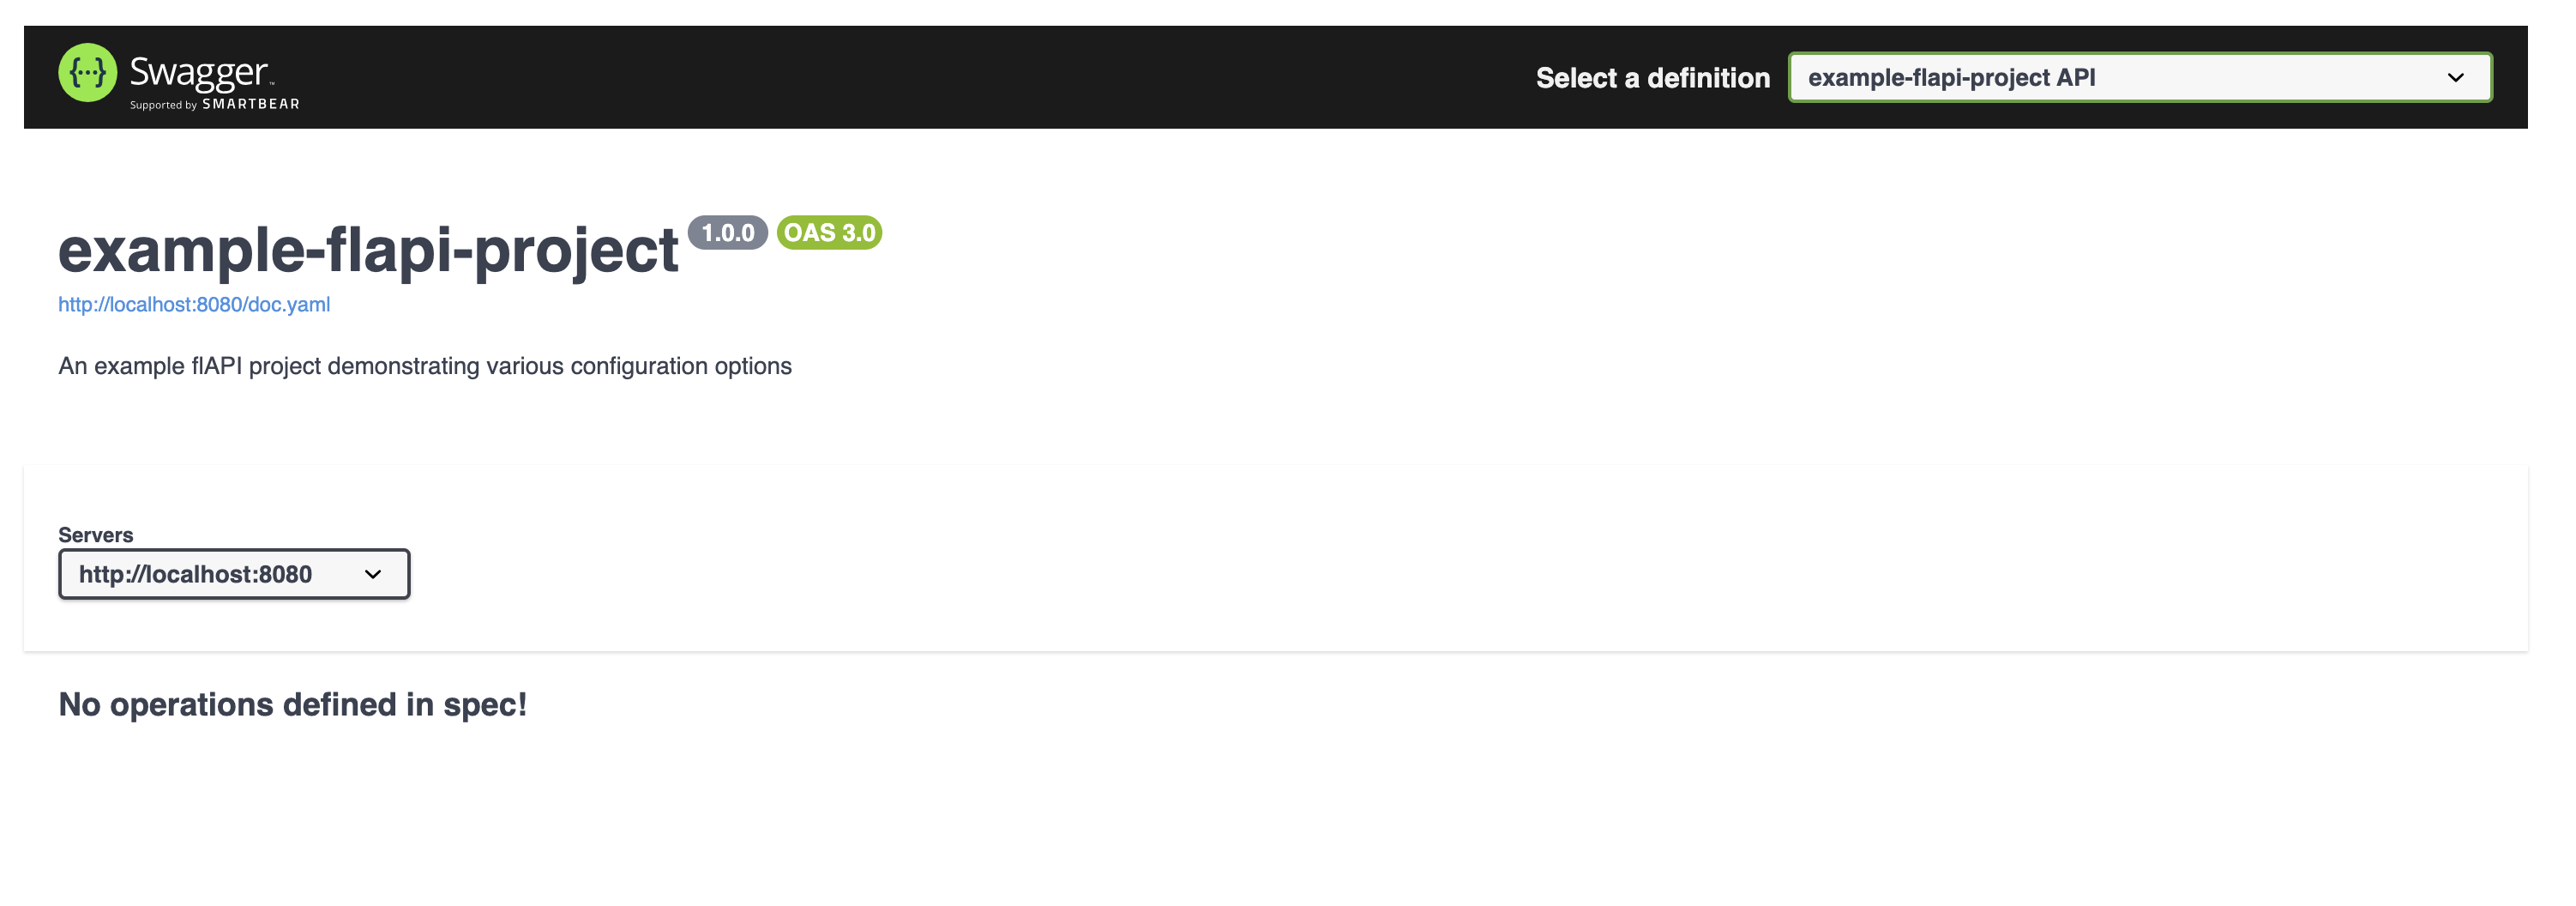 Swagger
Supported by SMARTBEAR
Select a definition
example-flapi-project API
example-flapi-project 1.0.0 OAS 3.0
http://localhost:8080/doc.yaml
An example flAPI project demonstrating various configuration options
Servers
http://localhost:8080
No operations defined in spec!